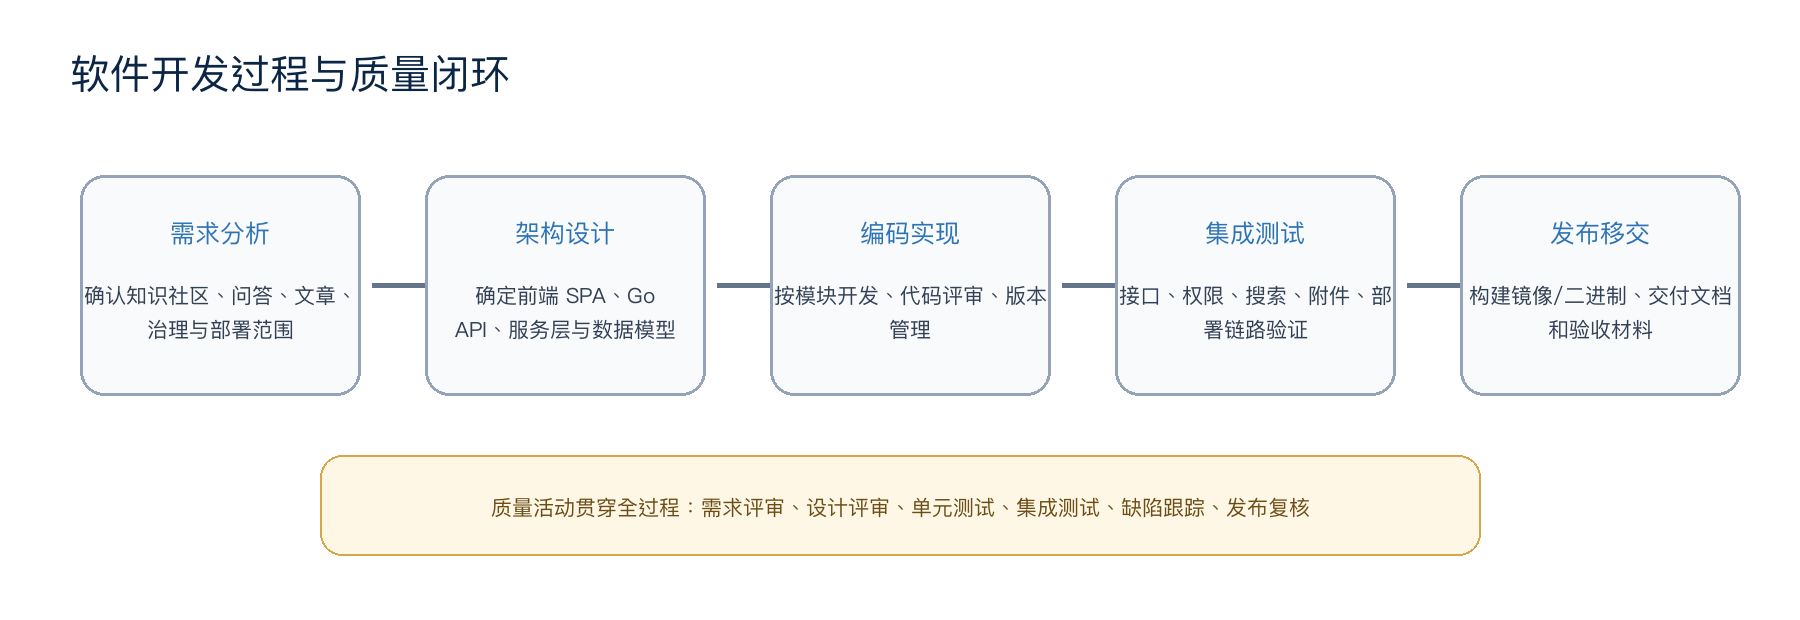 软件开发过程与质量闭环
需求分析
确认知识社区、问答、文章、
治理与部署范围
架构设计
确定前端 SPA、Go
API、服务层与数据模型
编码实现
按模块开发、代码评审、版本
管理
集成测试
接口、权限、搜索、附件、部
署链路验证
发布移交
构建镜像/二进制、交付文档
和验收材料
质量活动贯穿全过程：需求评审、设计评审、单元测试、集成测试、缺陷跟踪、发布复核